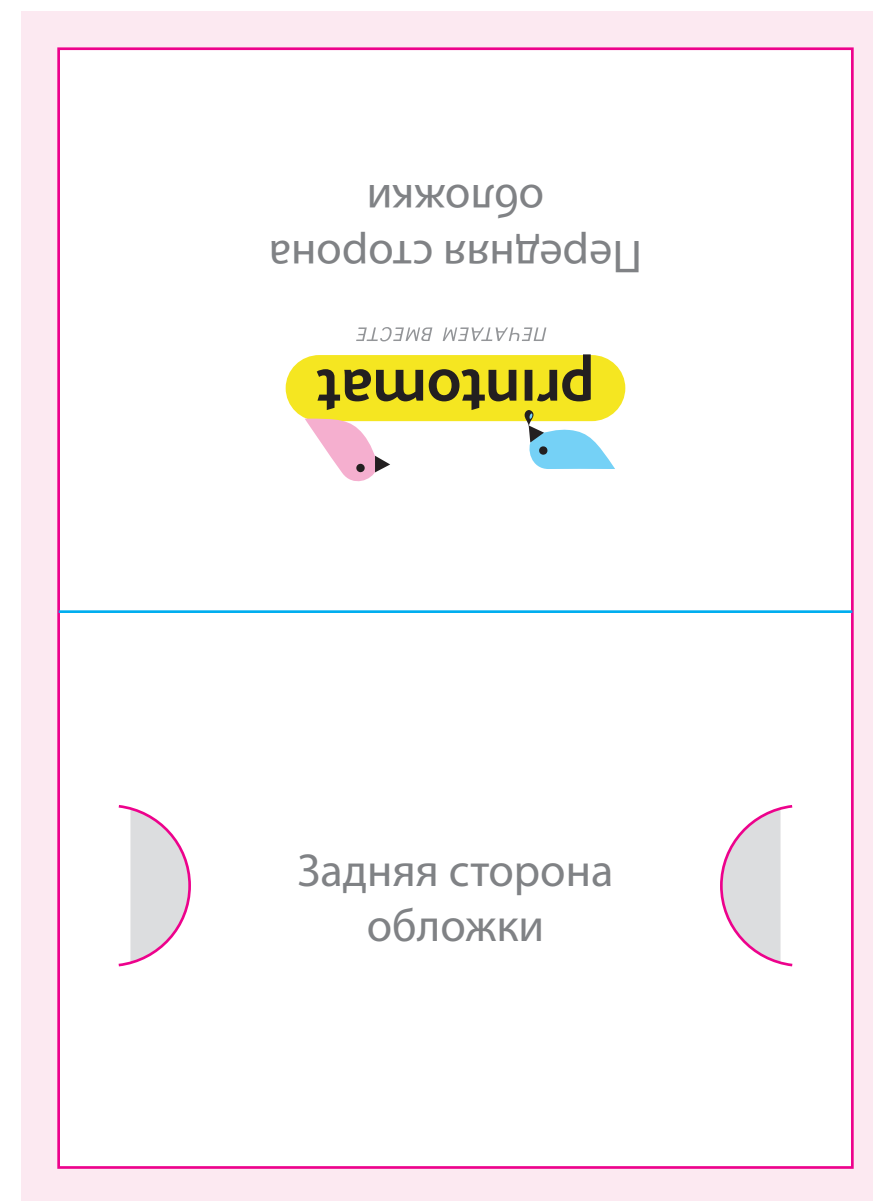 printomat
ПЕЧАТАЕМ ВМЕСТЕ
Передняя сторона
обложки
Задняя сторона
обложки